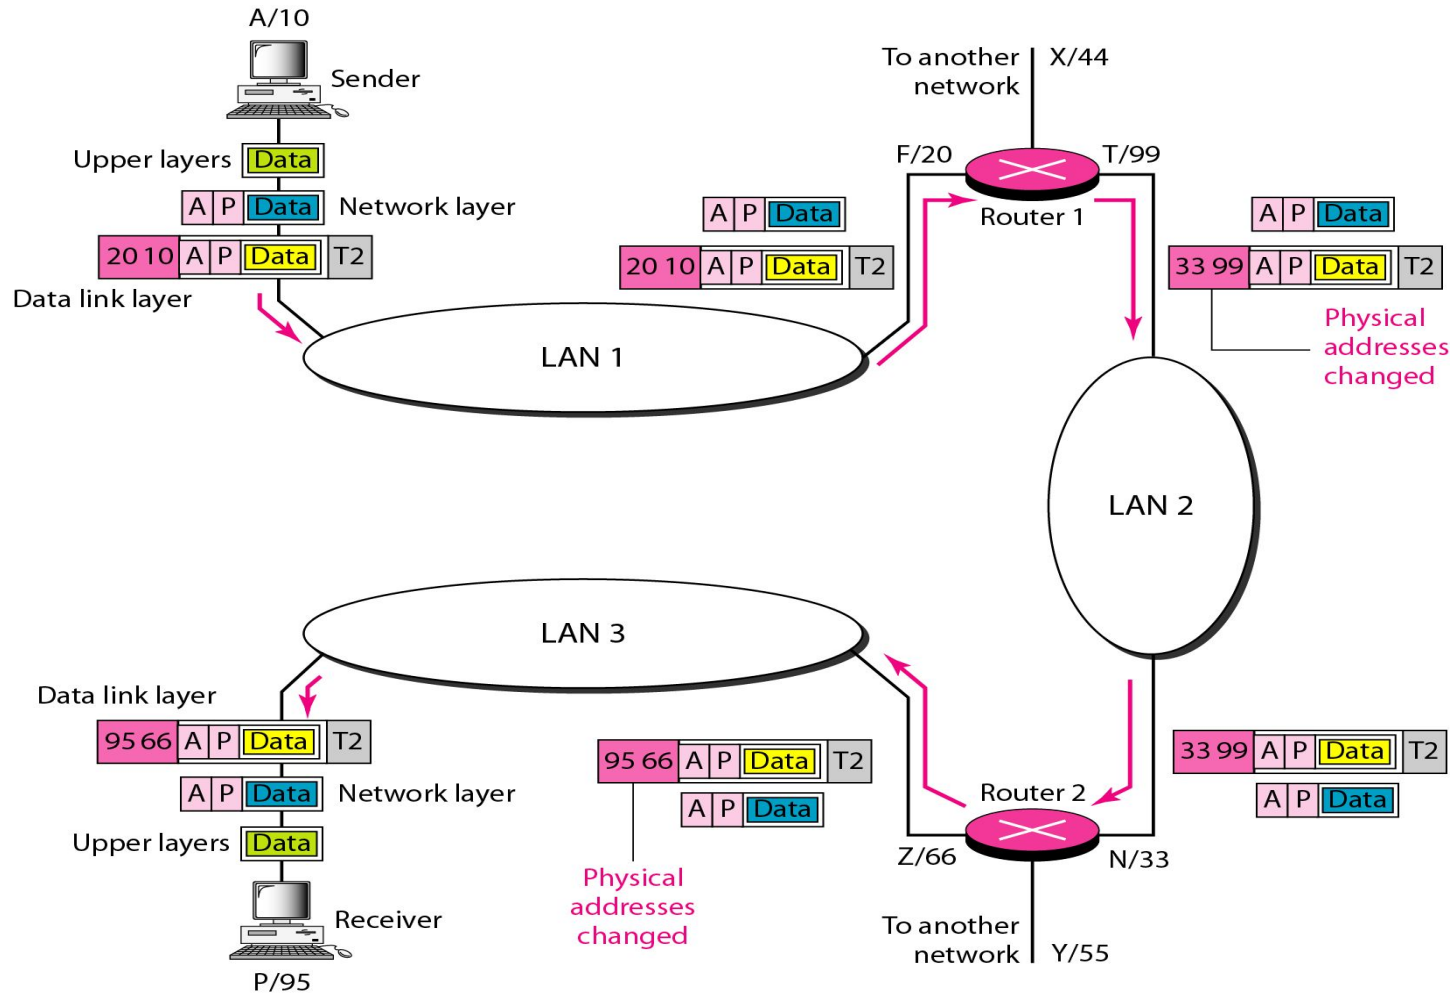 A/10
Sender
Upper layers Data
A P Data Network layer
20 10 A P Data T2
Data link layer
LAN 1
To another
network
X/44
F/20
T/99
Router 1
A P Data
20 10 A P Data T2
A P Data
33 99 A P Data T2
Physical
addresses
changed
LAN 2
LAN 3
33 99 A P Data T2
A P Data
Router 2
Z/66
N/33
To another
network
Y/55
95 66 A P Data T2
A P Data
Physical
addresses
changed
Data link layer
95 66 A P Data T2
A P Data Network layer
Upper layers Data
Receiver
P/95